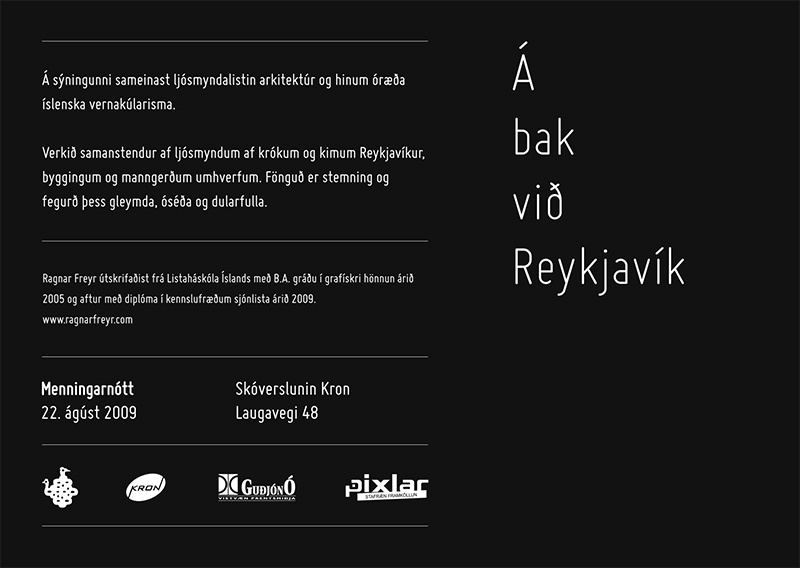 Á sýningunni sameinast ljósmyndalistin arkitektúr og hinum óræða
íslenska vernakúlarisma.
Verkið samanstendur af ljósmyndum af krókum og kimum Reykjavíkur,
byggingum og manngerðum umhverfum. Fönguð er stemning og
fegurð þess gleymda, óséða og dularfulla.
Ragnar Freyr útskrifaðist frá Listaháskóla Íslands með B.A. gráðu í grafískri hönnun árið
2005 og aftur með diplóma í kennslufræðum sjónlista árið 2009.
www.ragnarfreyr.com
Menningarnótt
22. ágúst 2009
Skóverslunin Kron
Laugavegi 48
KRON
GUÐJÓNÓ
VISTVÆN PRENTSMIÐJA
pixlar
STAFRÆN FRAMKÖLLUN
Á
bak
við
Reykjavík